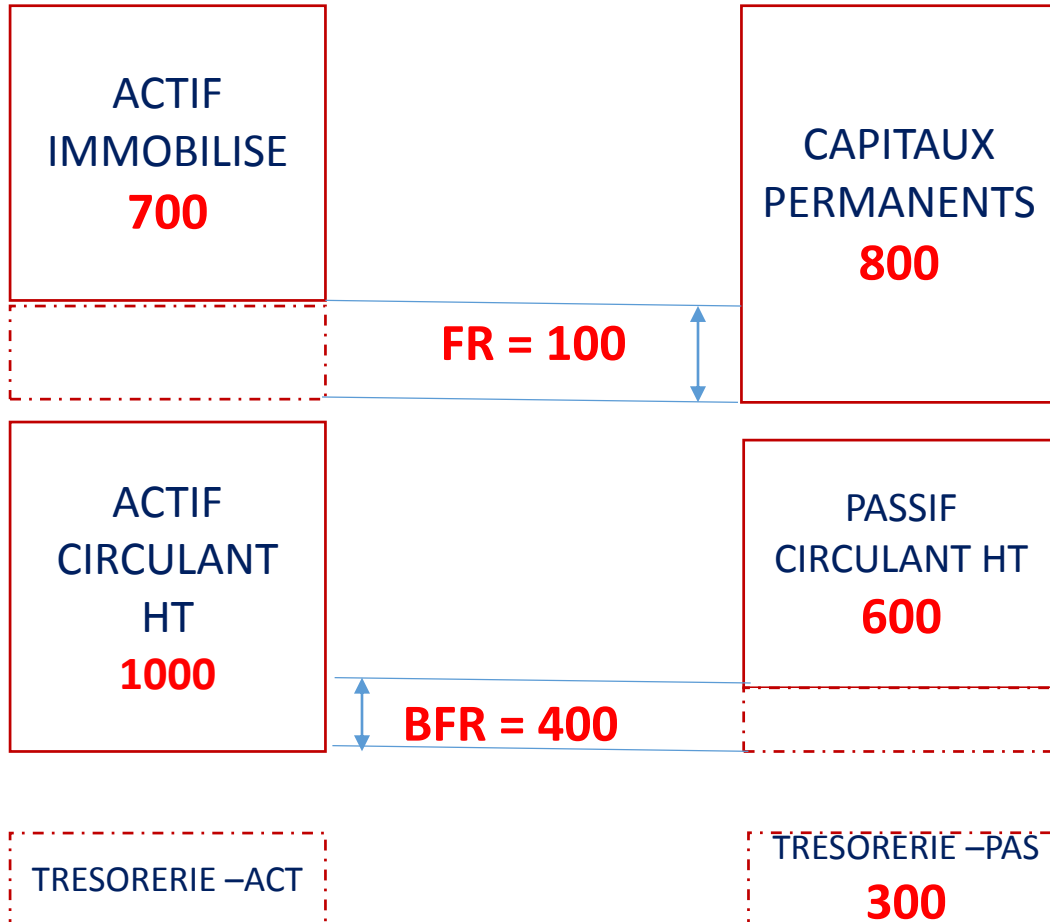 ACTIF
IMMOBILISE
700
CAPITAUX
PERMANENTS
800
FR = 100
ACTIF
CIRCULANT
HT
1000
PASSIF
CIRCULANT HT
600
BFR = 400
TRESORERIE –ACT
TRESORERIE –PAS
300